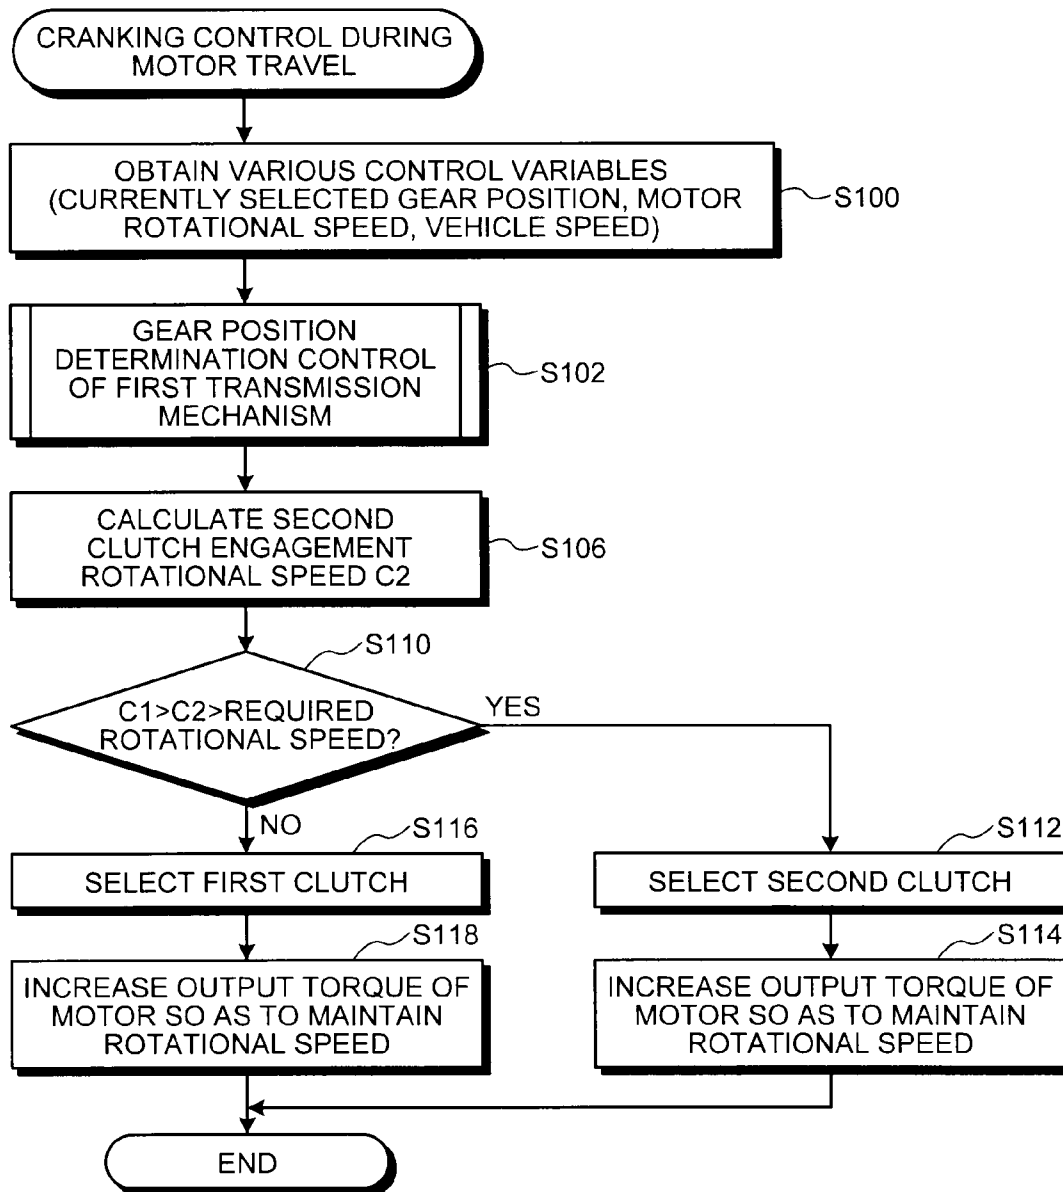 CRANKING CONTROL DURING
MOTOR TRAVEL
OBTAIN VARIOUS CONTROL VARIABLES
(CURRENTLY SELECTED GEAR POSITION, MOTOR
ROTATIONAL SPEED, VEHICLE SPEED)
S100
GEAR POSITION
DETERMINATION CONTROL
OF FIRST TRANSMISSION
MECHANISM
S102
CALCULATE SECOND
CLUTCH ENGAGEMENT
ROTATIONAL SPEED C2
S106
S110
C1>C2>REQUIRED
ROTATIONAL SPEED?
YES
NO
S116
SELECT FIRST CLUTCH
S112
SELECT SECOND CLUTCH
S118
INCREASE OUTPUT TORQUE OF
MOTOR SO AS TO MAINTAIN
ROTATIONAL SPEED
S114
INCREASE OUTPUT TORQUE OF
MOTOR SO AS TO MAINTAIN
ROTATIONAL SPEED
END